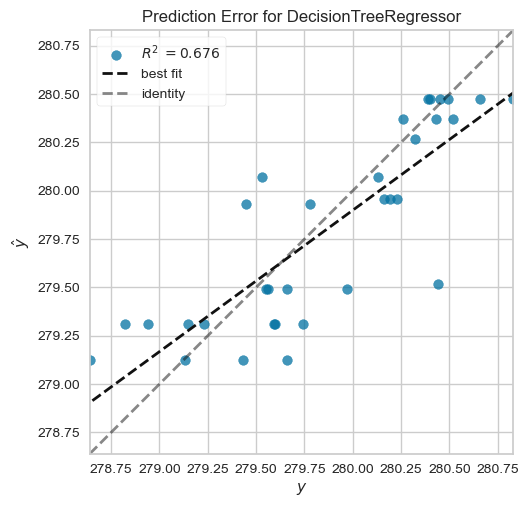 Prediction Error for DecisionTreeRegressor
R² = 0.676
best fit
identity
280.75
280.50
280.25
280.00
279.75
279.50
279.25
279.00
278.75
ŷ
278.75 279.00 279.25 279.50 279.75 280.00 280.25 280.50 280.75
y